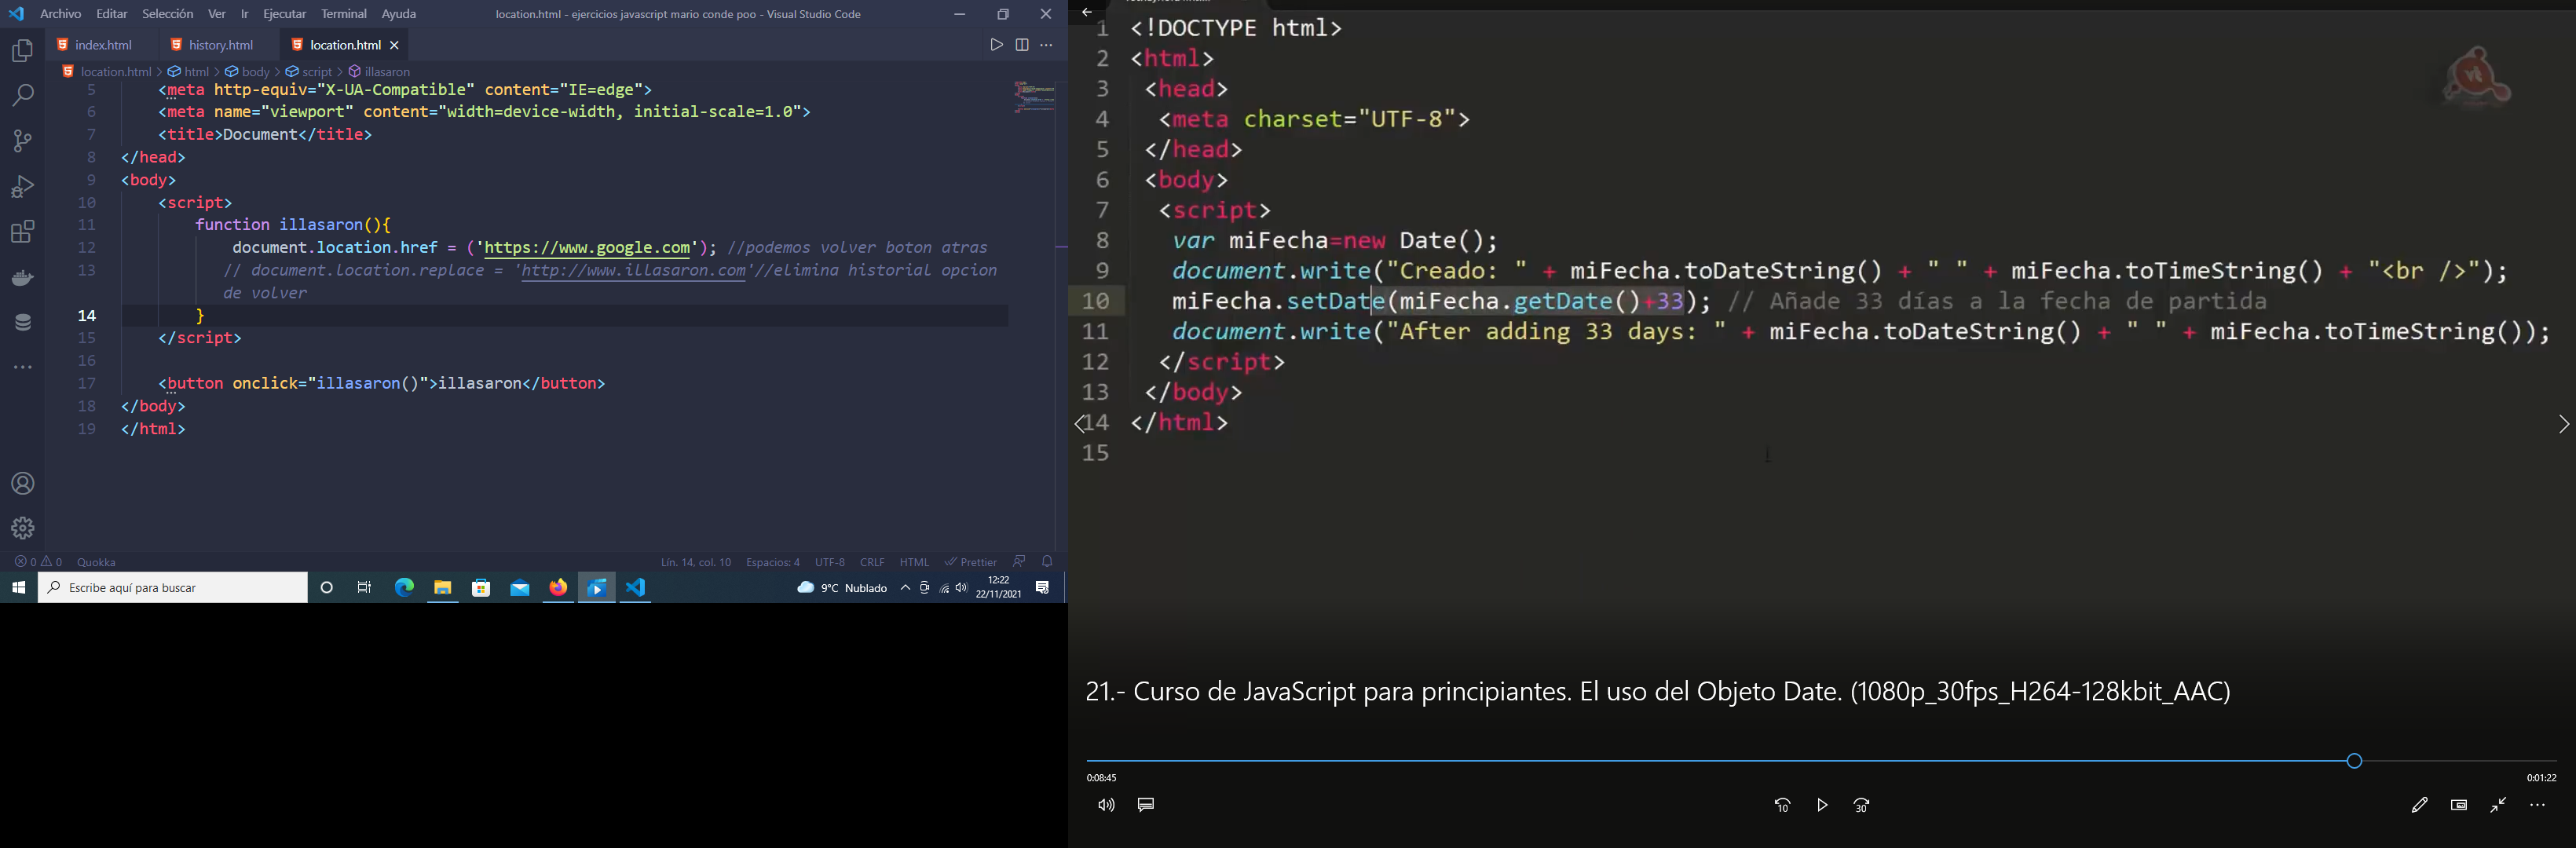 Archivo Editar Selección Ver Ir Ejecutar Terminal Ayuda
location.html - ejercicios javascript mario conde poo - Visual Studio Code
index.html history.html location.html
location.html > html > body > script > illasaron
5 <meta http-equiv="X-UA-Compatible" content="IE=edge">
6 <meta name="viewport" content="width=device-width, initial-scale=1.0">
7 <title>Document</title>
8 </head>
9 <body>
10 <script>
11 function illasaron(){
12 document.location.href = ('https://www.google.com'); //podemos volver boton atras
13 // document.location.replace = 'http://www.illasaron.com'//elimina historial opcion
de volver
14 }
15 </script>
16
17 <button onclick="illasaron()">illasaron</button>
18 </body>
19 </html>
0 0 Quokka
Lín. 14, col. 10 Espacios: 4 UTF-8 CRLF HTML Prettier
Escribe aquí para buscar
9°C Nublado
12:22
22/11/2021
1 <!DOCTYPE html>
2 <html>
3 <head>
4 <meta charset="UTF-8">
5 </head>
6 <body>
7 <script>
8 var miFecha=new Date();
9 document.write("Creado: " + miFecha.toDateString() + " " + miFecha.toTimeString() + "<br />");
10 miFecha.setDate(miFecha.getDate()+33); // Añade 33 días a la fecha de partida
11 document.write("After adding 33 days: " + miFecha.toDateString() + " " + miFecha.toTimeString());
12 </script>
13 </body>
14 </html>
15
21.- Curso de JavaScript para principiantes. El uso del Objeto Date. (1080p_30fps_H264-128kbit_AAC)
0:08:45
0:01:22
10
30